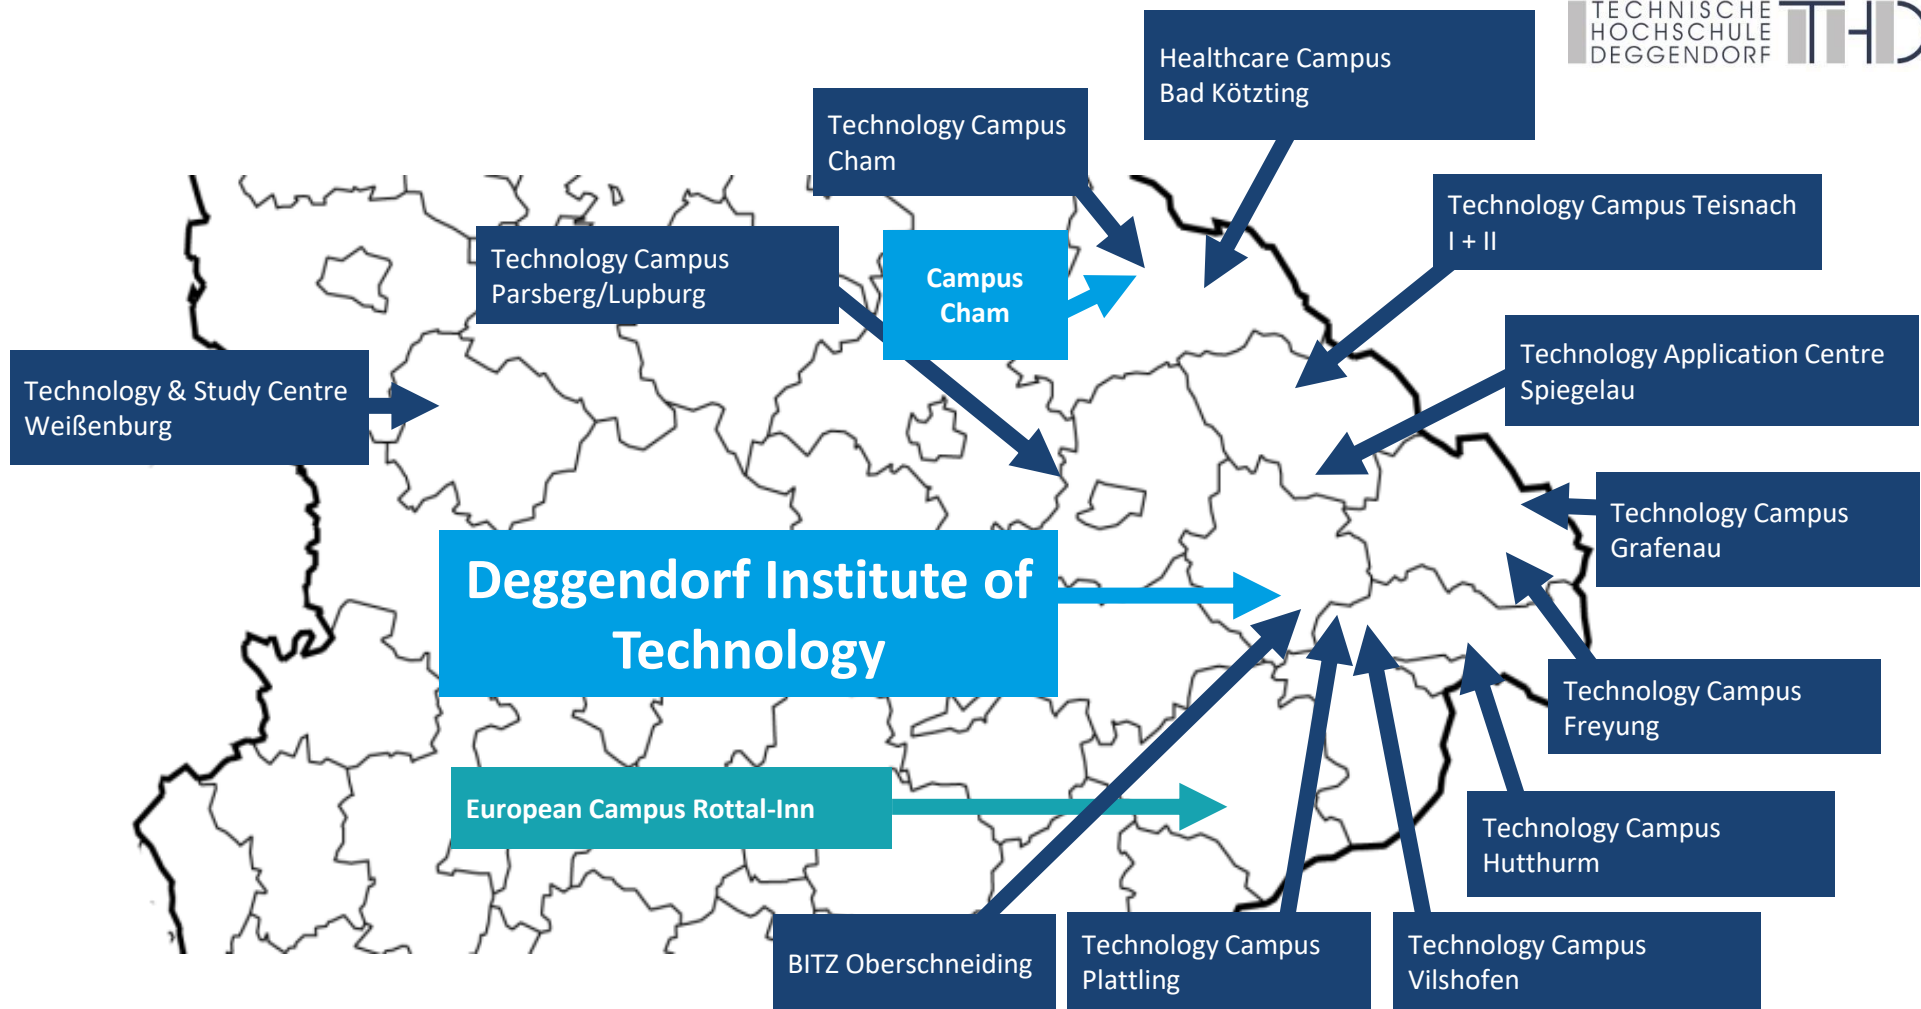 TECHNISCHE
HOCHSCHULE
DEGGENDORF
THD
Healthcare Campus
Bad Kötzting
Technology Campus
Cham
Technology Campus Teisnach
I + II
Technology Campus
Parsberg/Lupburg
Campus
Cham
Technology Application Centre
Spiegelau
Technology & Study Centre
Weißenburg
Technology Campus
Grafenau
Deggendorf Institute of
Technology
Technology Campus
Freyung
European Campus Rottal-Inn
Technology Campus
Hutthurm
BITZ Oberschneiding
Technology Campus
Plattling
Technology Campus
Vilshofen